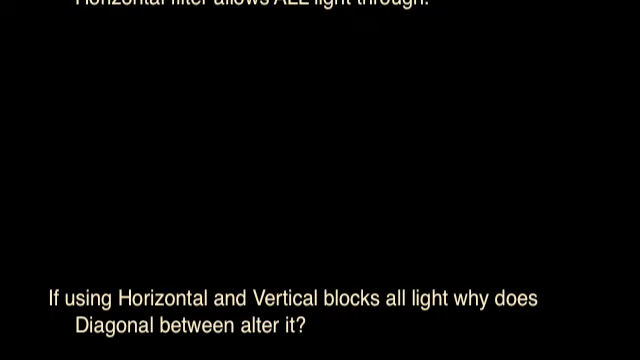 Horizontal filter allows ALL light through.
If using Horizontal and Vertical blocks all light why does
Diagonal between alter it?